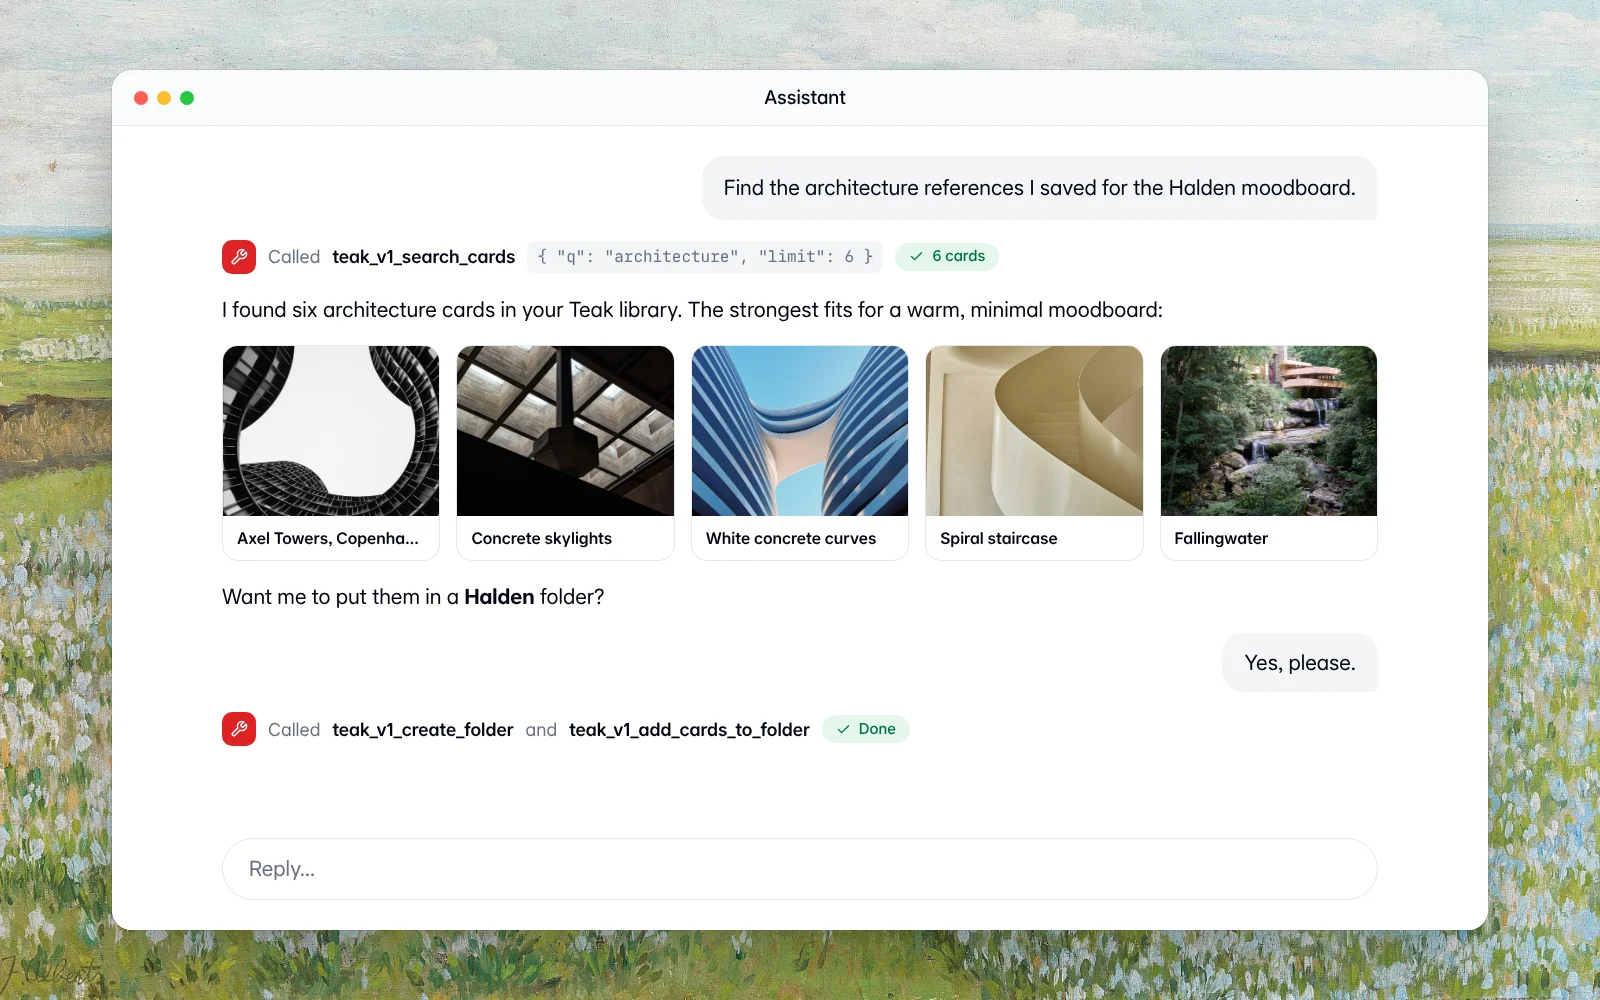 Assistant
Find the architecture references I saved for the Halden moodboard.
Called teak_v1_search_cards { "q": "architecture", "limit": 6 } 6 cards
I found six architecture cards in your Teak library. The strongest fits for a warm, minimal moodboard:
Axel Towers, Copenha...
Concrete skylights
White concrete curves
Spiral staircase
Fallingwater
Want me to put them in a Halden folder?
Yes, please.
Called teak_v1_create_folder and teak_v1_add_cards_to_folder Done
Reply...